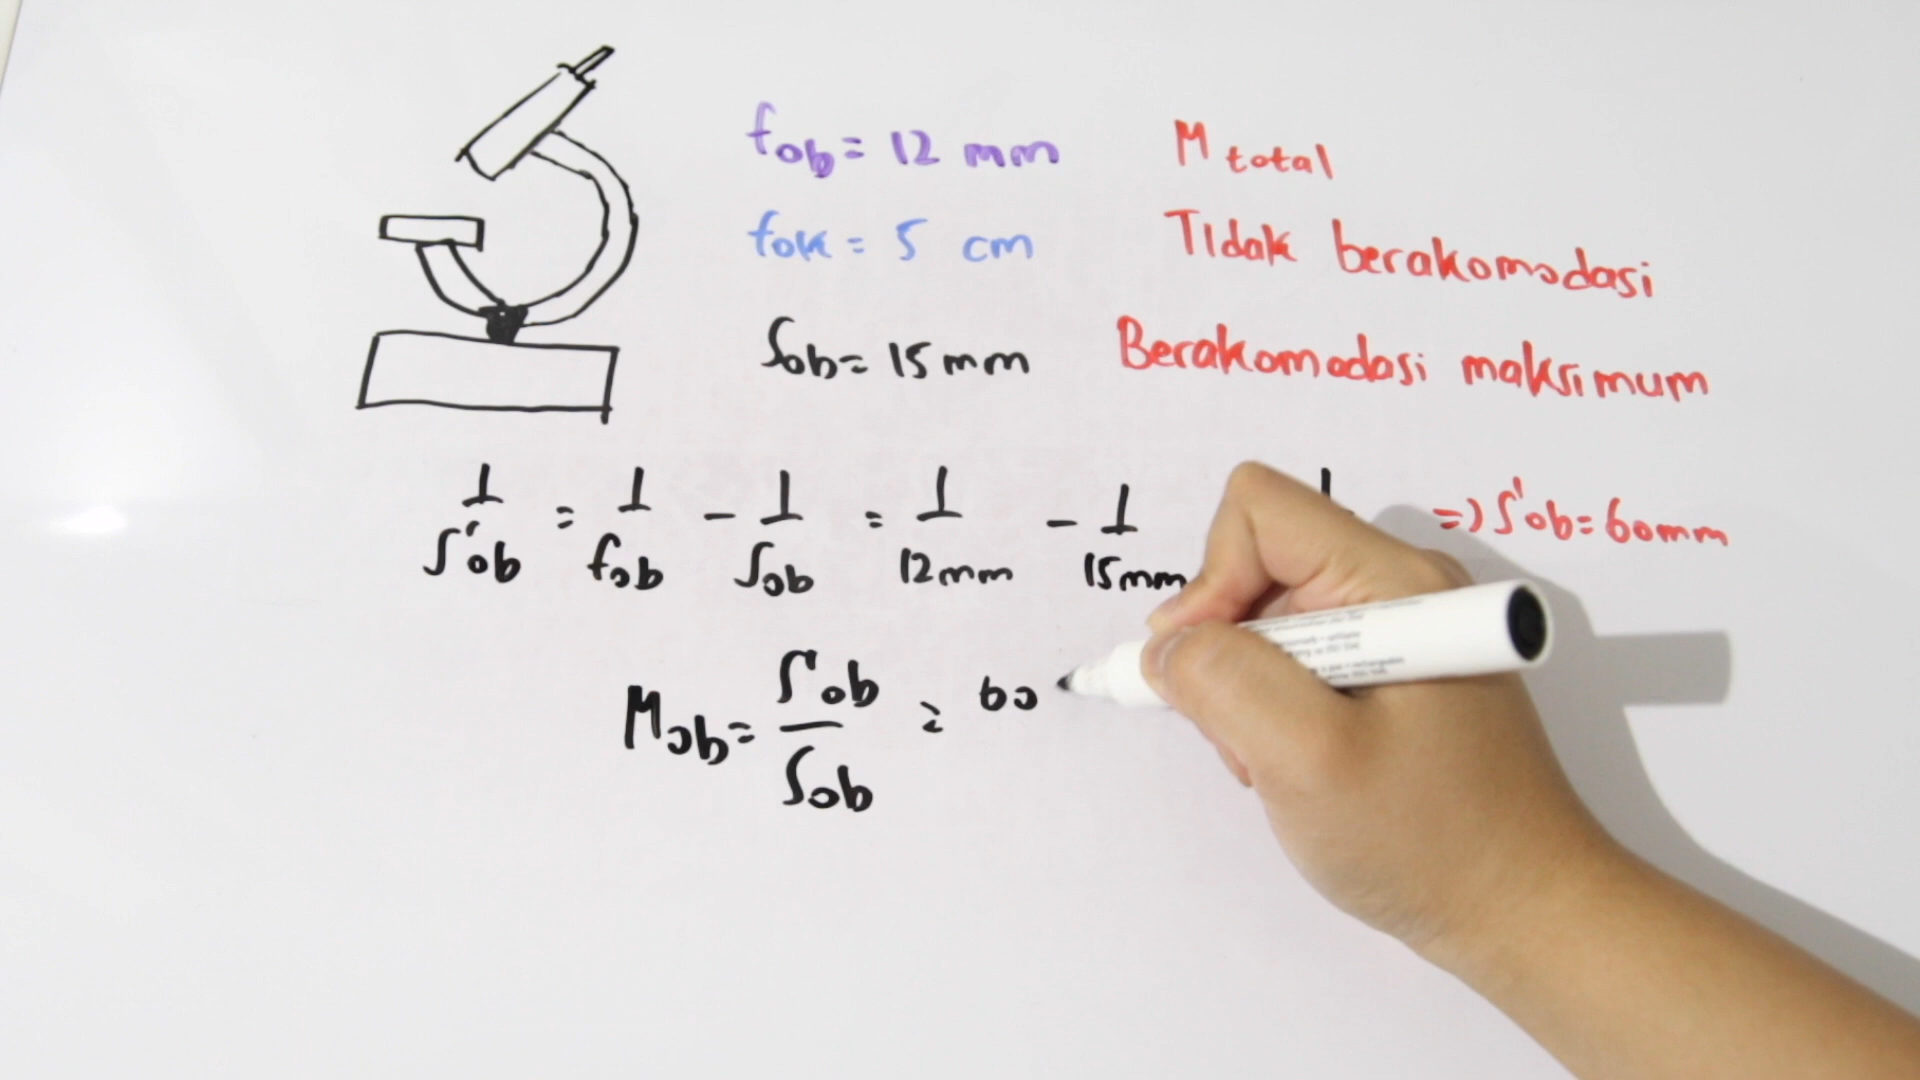 fob = 12 mm
M total
fok = 5 cm
Tidak berakomodasi
Sob = 15 mm
Berakomodasi maksimum
1/S'ob = 1/fob - 1/Sob = 1/12mm - 1/15mm
=> S'ob = 60mm
Mob = S'ob/Sob = 60